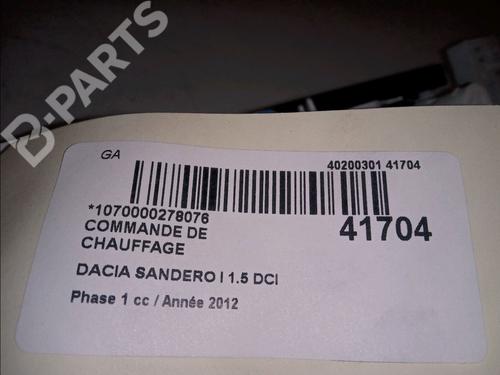 B-PARTS
GA
40200301 41704
*1070000278076
41704
COMMANDE DE
CHAUFFAGE
DACIA SANDERO I 1.5 DCI
Phase 1 cc / Année 2012